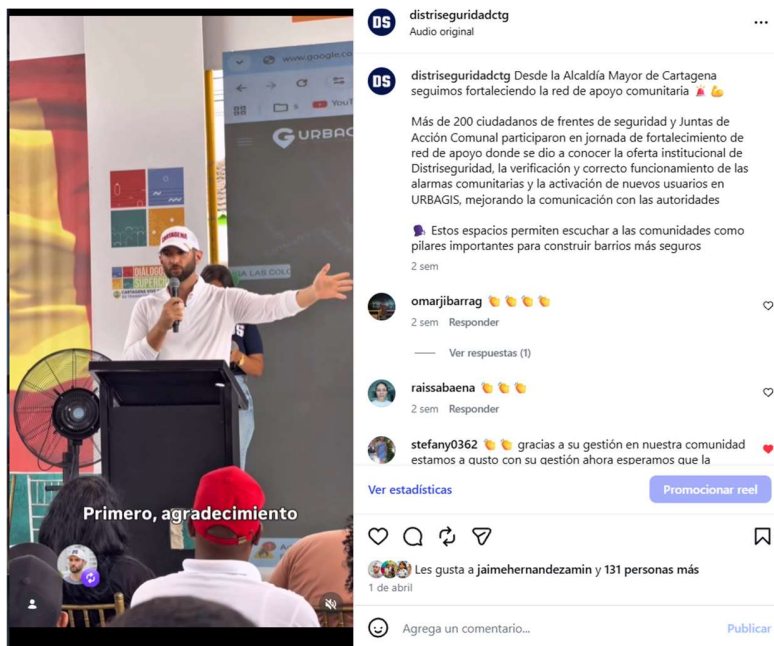 www.google.co
YouT
URBAG
CARTAGENA
DIÁLOGO
SUPERCI
Primero, agradecimiento
distriseguridadctg
Audio original
DS
distriseguridadctg Desde la Alcaldía Mayor de Cartagena
seguimos fortaleciendo la red de apoyo comunitaria 🚨 💪
Más de 200 ciudadanos de frentes de seguridad y Juntas de
Acción Comunal participaron en jornada de fortalecimiento de
red de apoyo donde se dio a conocer la oferta institucional de
Distriseguridad, la verificación y correcto funcionamiento de las
alarmas comunitarias y la activación de nuevos usuarios en
URBAGIS, mejorando la comunicación con las autoridades
🗣 Estos espacios permiten escuchar a las comunidades como
pilares importantes para construir barrios más seguros
2 sem
omarjibarrag 👏 👏 👏 👏
2 sem Responder
Ver respuestas (1)
raissabaena 👏 👏 👏
2 sem Responder
stefany0362 👏 👏 gracias a su gestión en nuestra comunidad
estamos a gusto con su gestión ahora esperamos que la
Ver estadísticas
Promocionar reel
Les gusta a jaimehernandezamin y 131 personas más
1 de abril
Agrega un comentario...
Publicar